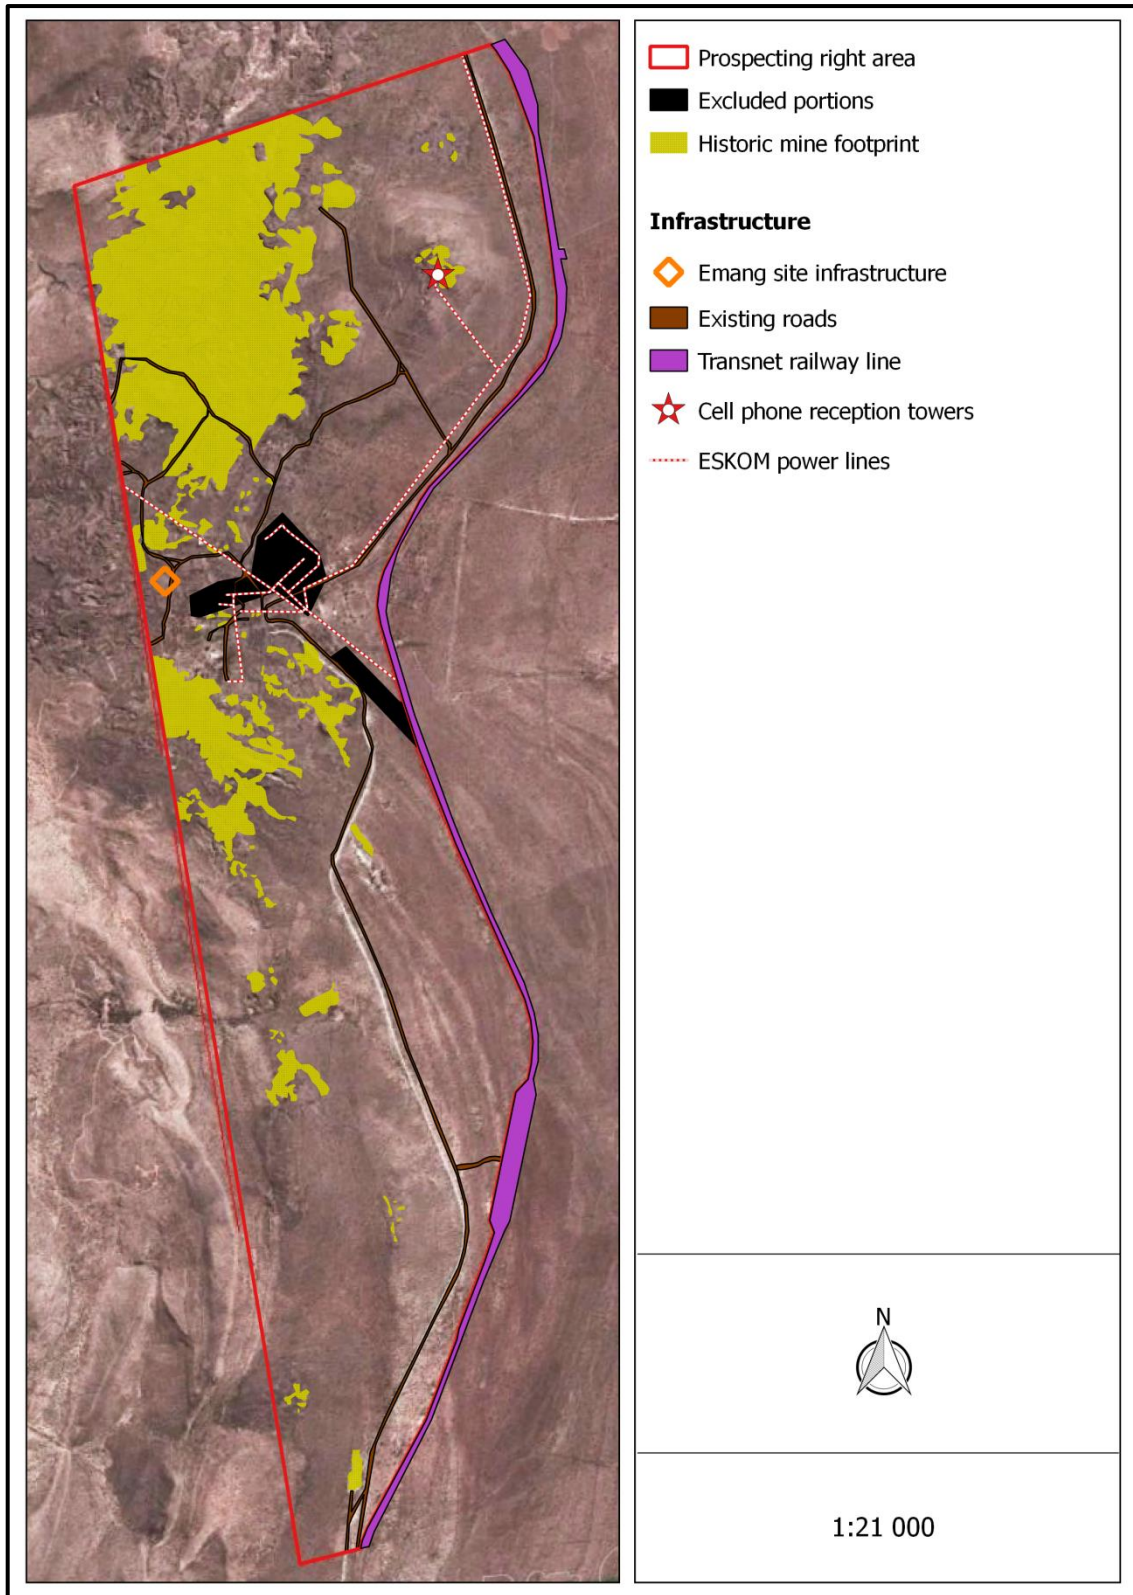 Prospecting right area
Excluded portions
Historic mine footprint
Infrastructure
Emang site infrastructure
Existing roads
Transnet railway line
Cell phone reception towers
ESKOM power lines
N
1:21 000